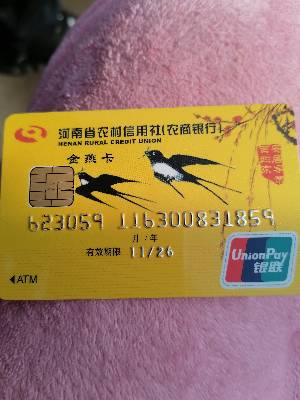 河南省农村信用社(农商银行)
HENAN RURAL CREDIT UNION
金燕卡
623059 116300831859
月/年
有效期限 11/26
ATM
UnionPay
银联